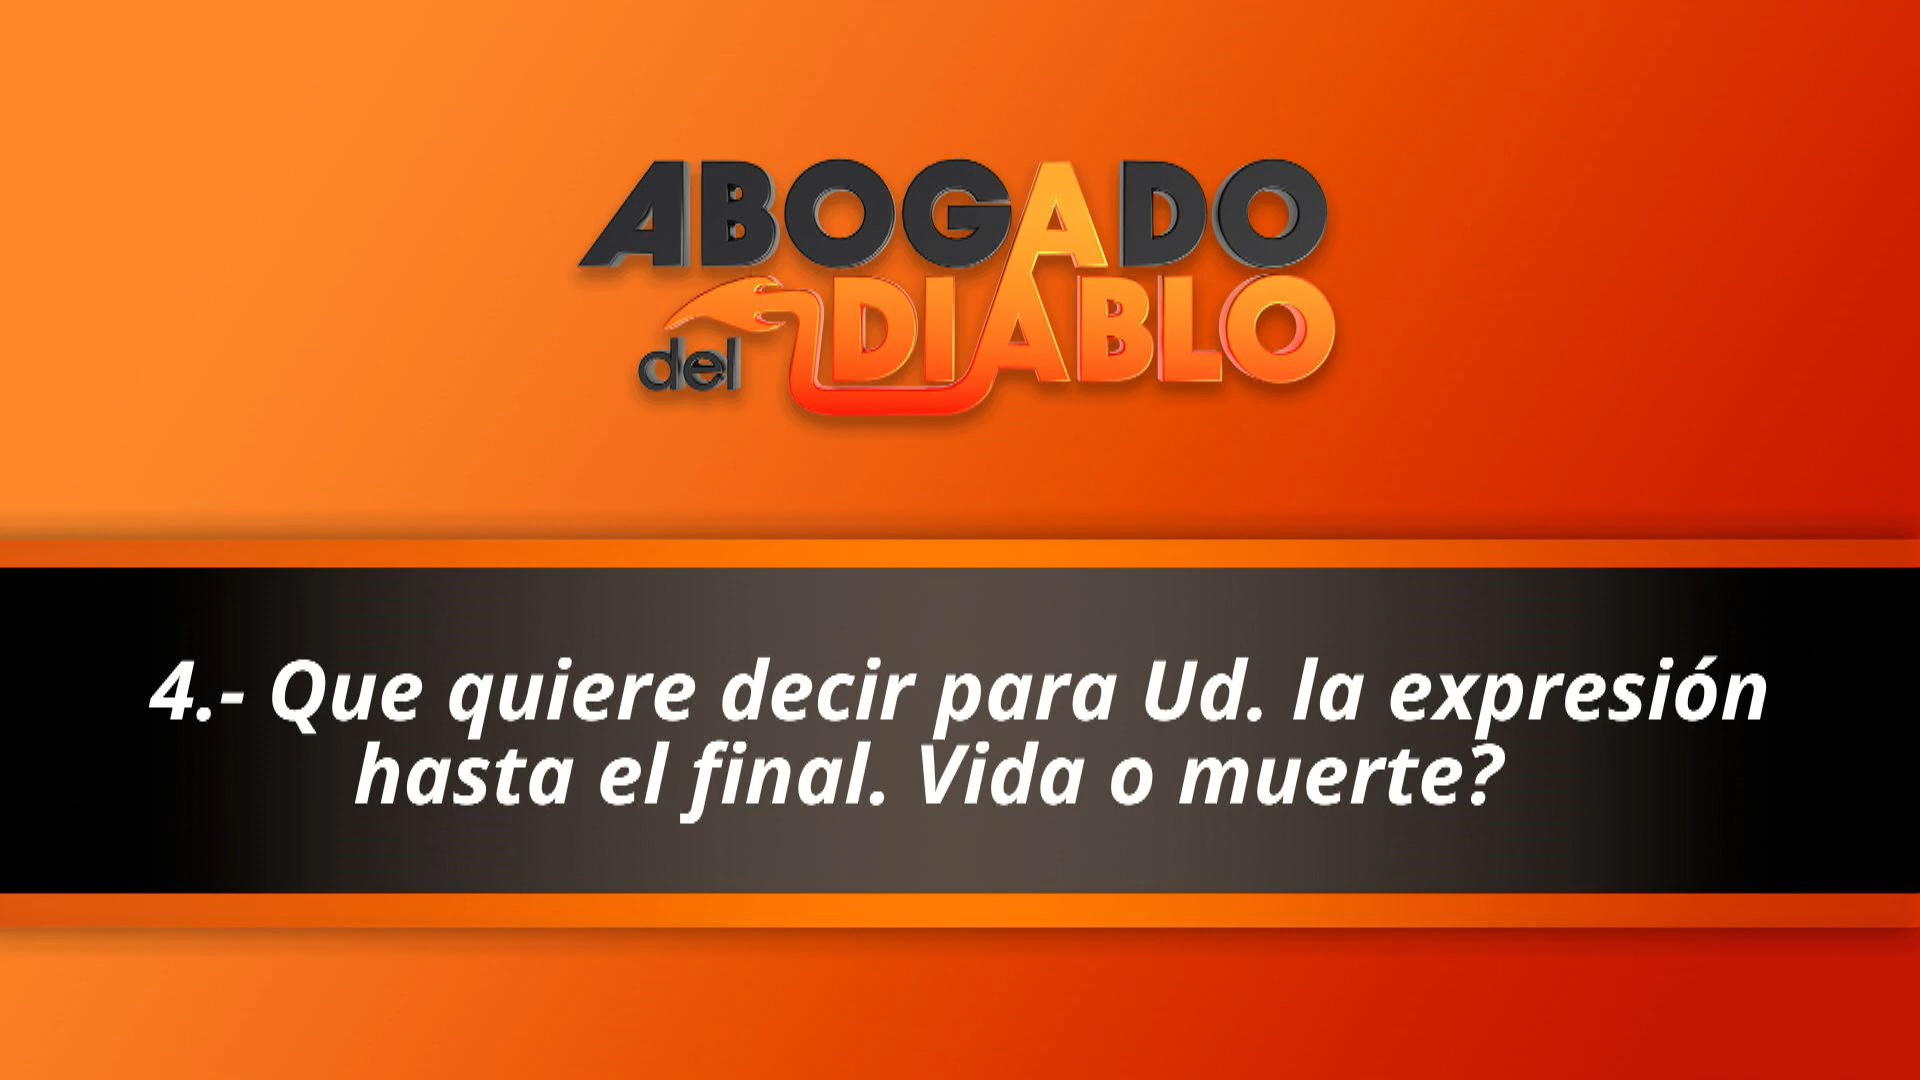 ABOGADO
del DIABLO
4.- Que quiere decir para Ud. la expresión
hasta el final. Vida o muerte?